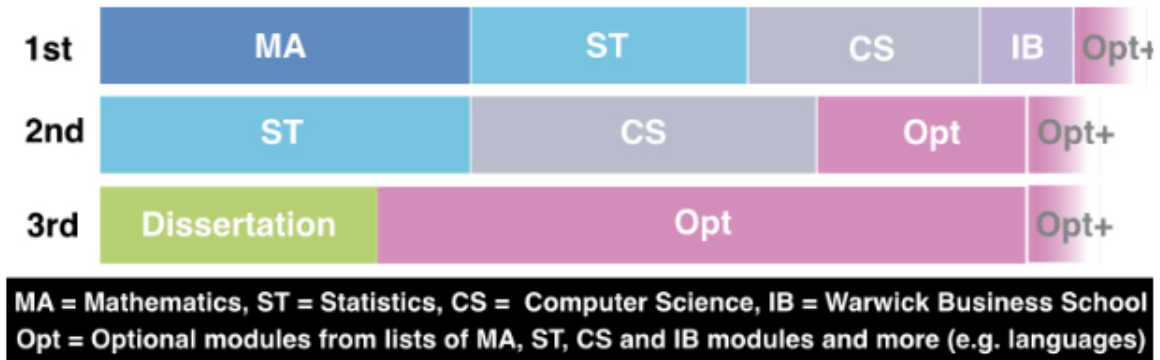 1st MA ST CS IB Opt+
2nd ST CS Opt Opt+
3rd Dissertation Opt Opt+
MA = Mathematics, ST = Statistics, CS = Computer Science, IB = Warwick Business School
Opt = Optional modules from lists of MA, ST, CS and IB modules and more (e.g. languages)